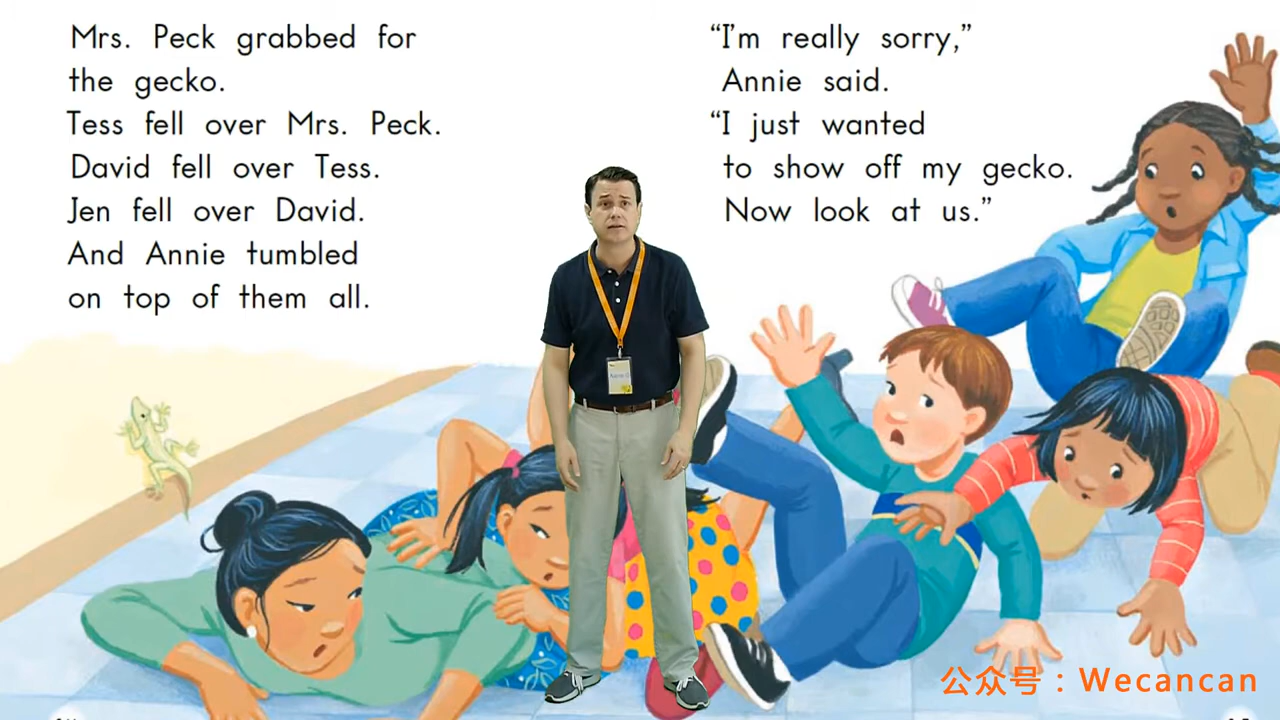 Mrs. Peck grabbed for
the gecko.
Tess fell over Mrs. Peck.
David fell over Tess.
Jen fell over David.
And Annie tumbled
on top of them all.
“I’m really sorry,”
Annie said.
“I just wanted
to show off my gecko.
Now look at us.”
公众号：Wecancan